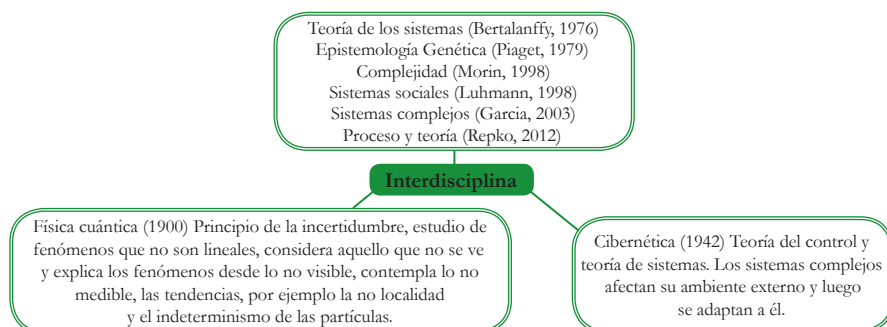 Teoría de los sistemas (Bertalanffy, 1976)
Epistemología Genética (Piaget, 1979)
Complejidad (Morin, 1998)
Sistemas sociales (Luhmann, 1998)
Sistemas complejos (Garcia, 2003)
Proceso y teoría (Repko, 2012)
Interdisciplina
Física cuántica (1900) Principio de la incertidumbre, estudio de
fenómenos que no son lineales, considera aquello que no se ve
y explica los fenómenos desde lo no visible, contempla lo no
medible, las tendencias, por ejemplo la no localidad
y el indeterminismo de las partículas.
Cibernética (1942) Teoría del control y
teoría de sistemas. Los sistemas complejos
afectan su ambiente externo y luego
se adaptan a él.